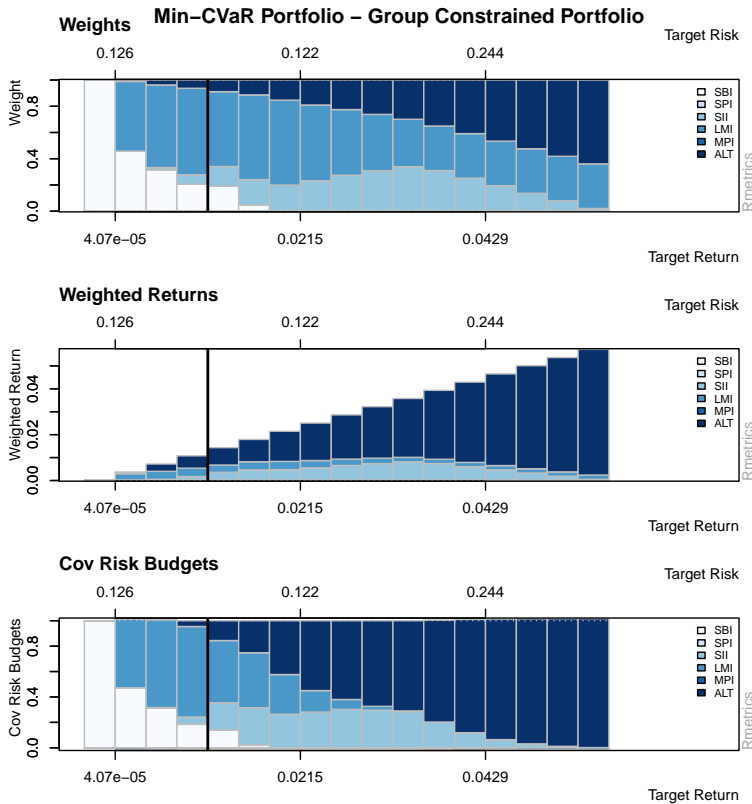 Min−CVaR Portfolio − Group Constrained Portfolio
Weights
Target Risk
0.126 0.122 0.244
Weight
0.0 0.4 0.8
SBI
SPI
SII
LMI
MPI
ALT
Rmetrics
4.07e−05 0.0215 0.0429
Target Return
Weighted Returns
Target Risk
0.126 0.122 0.244
Weighted Return
0.00 0.02 0.04
SBI
SPI
SII
LMI
MPI
ALT
Rmetrics
4.07e−05 0.0215 0.0429
Target Return
Cov Risk Budgets
Target Risk
0.126 0.122 0.244
Cov Risk Budgets
0.0 0.4 0.8
SBI
SPI
SII
LMI
MPI
ALT
Rmetrics
4.07e−05 0.0215 0.0429
Target Return